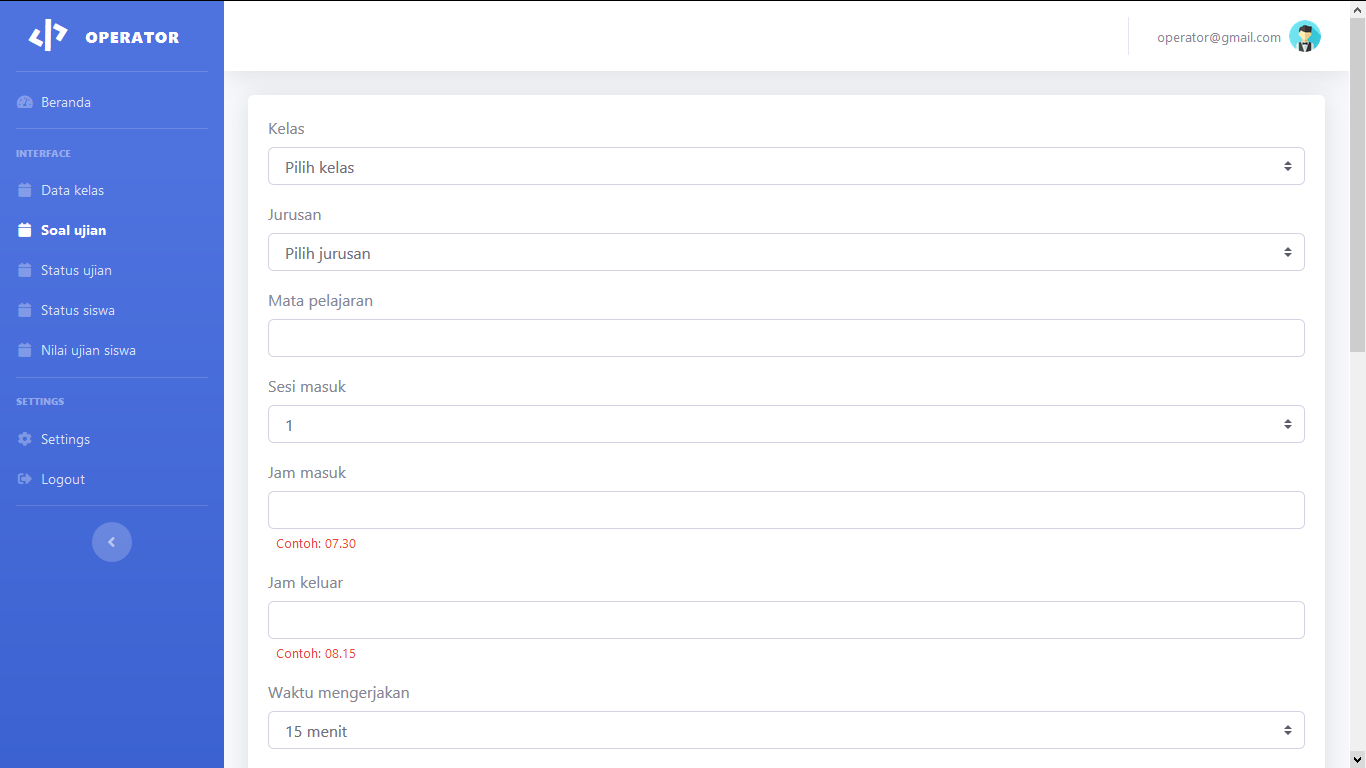 OPERATOR
operator@gmail.com
Beranda
INTERFACE
Data kelas
Soal ujian
Status ujian
Status siswa
Nilai ujian siswa
SETTINGS
Settings
Logout
Kelas
Pilih kelas
Jurusan
Pilih jurusan
Mata pelajaran
Sesi masuk
1
Jam masuk
Contoh: 07.30
Jam keluar
Contoh: 08.15
Waktu mengerjakan
15 menit